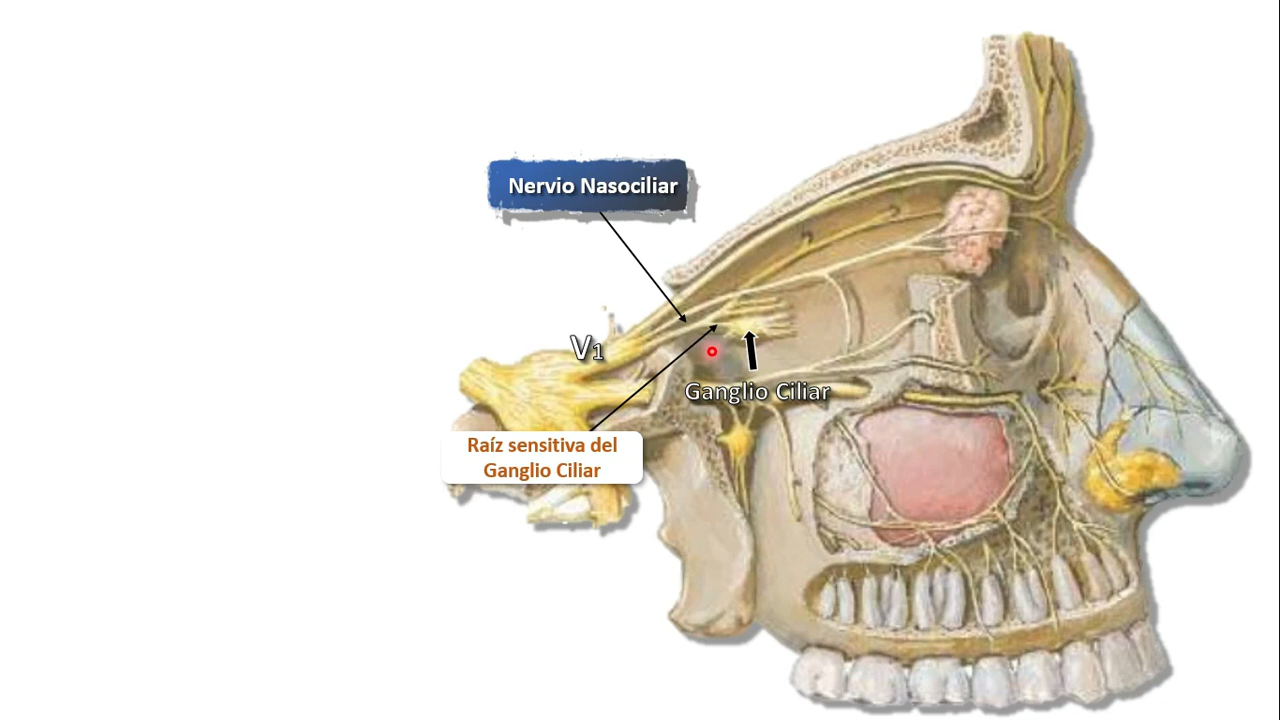 Nervio Nasociliar
V1
Ganglio Ciliar
Raíz sensitiva del
Ganglio Ciliar